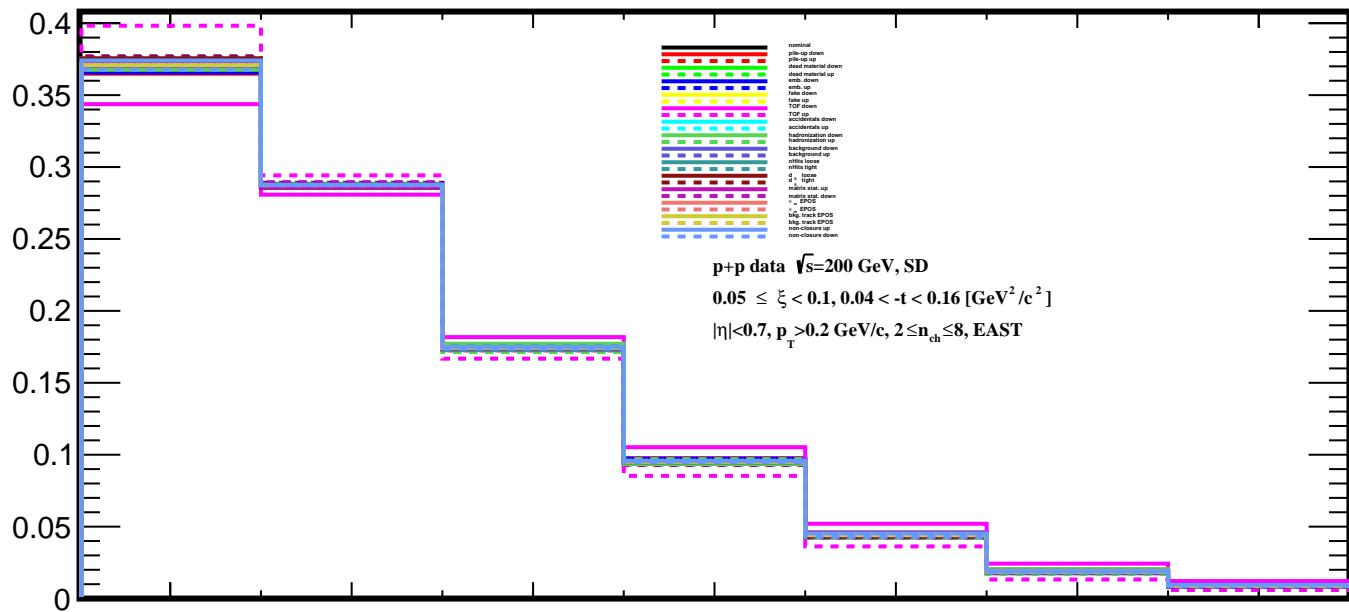 0.4
0.35
0.3
0.25
0.2
0.15
0.1
0.05
0
nominal
pile-up down
pile-up up
dead material down
dead material up
emb. down
emb. up
fake down
fake up
TOF down
TOF up
accidentals down
accidentals up
hadronization down
hadronization up
background down
background up
nHits loose
nHits tight
d₀ loose
d₀ tight
matrix stat. up
matrix stat. down
EPOS
EPOS
bkg. track EPOS
bkg. track EPOS
non-closure up
non-closure down
p+p data √s=200 GeV, SD
0.05 ≤ ξ < 0.1, 0.04 < -t < 0.16 [GeV²/c²]
|η|<0.7, p_T>0.2 GeV/c, 2≤n_ch≤8, EAST